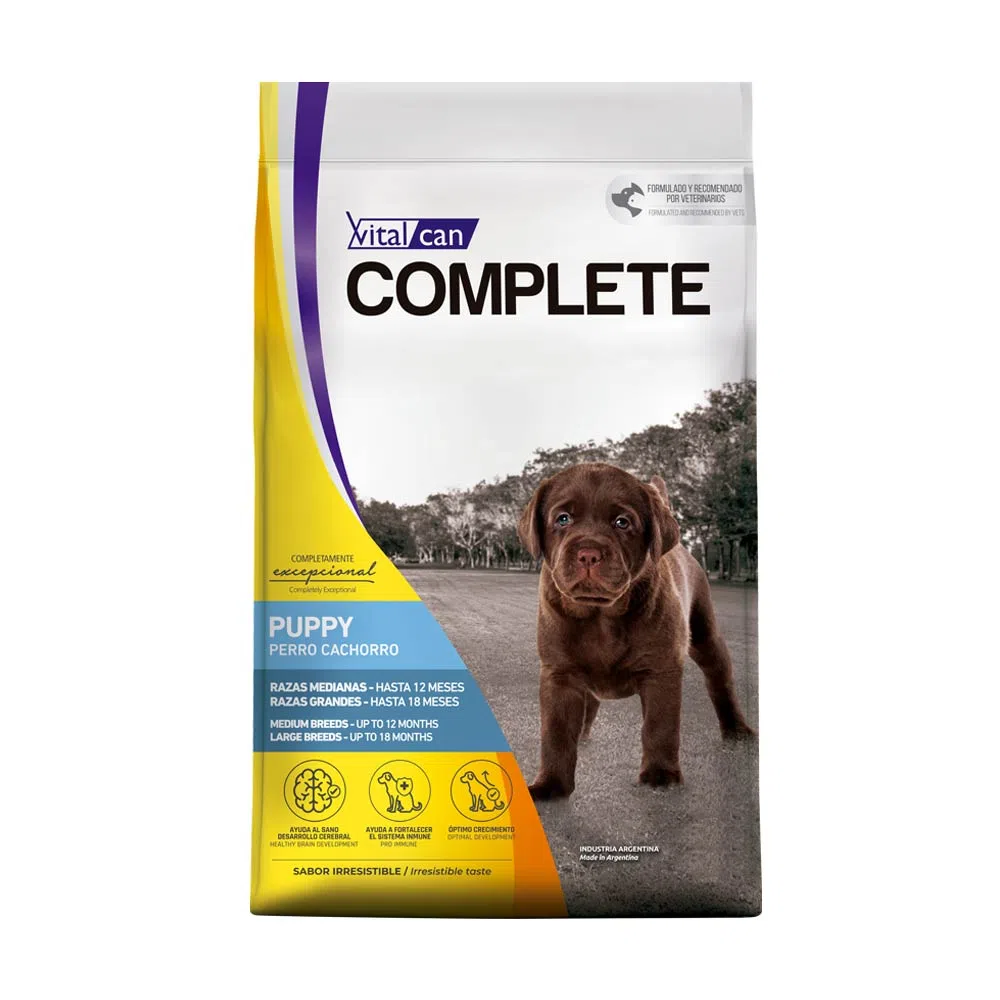 FORMULADO Y RECOMENDADO
POR VETERINARIOS
FORMULATED AND RECOMMENDED BY VETS
Vital can
COMPLETE
COMPLETAMENTE
excepcional
Completely Exceptional
PUPPY
PERRO CACHORRO
RAZAS MEDIANAS - HASTA 12 MESES
RAZAS GRANDES - HASTA 18 MESES
MEDIUM BREEDS - UP TO 12 MONTHS
LARGE BREEDS - UP TO 18 MONTHS
AYUDA AL SANO
DESARROLLO CEREBRAL
HEALTHY BRAIN DEVELOPMENT
AYUDA A FORTALECER
EL SISTEMA INMUNE
PRO IMMUNE
ÓPTIMO CRECIMIENTO
OPTIMAL DEVELOPMENT
SABOR IRRESISTIBLE / Irresistible taste
INDUSTRIA ARGENTINA
Made in Argentina